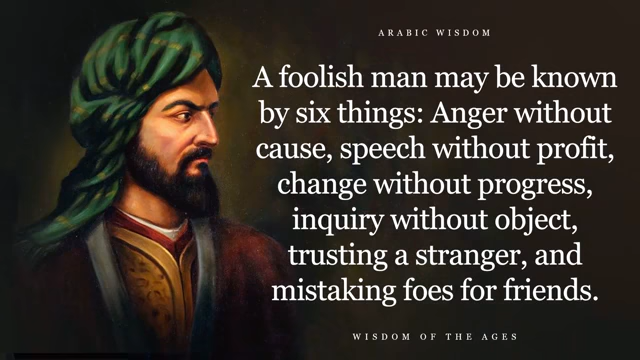 ARABIC WISDOM
A foolish man may be known
by six things: Anger without
cause, speech without profit,
change without progress,
inquiry without object,
trusting a stranger, and
mistaking foes for friends.
WISDOM OF THE AGES